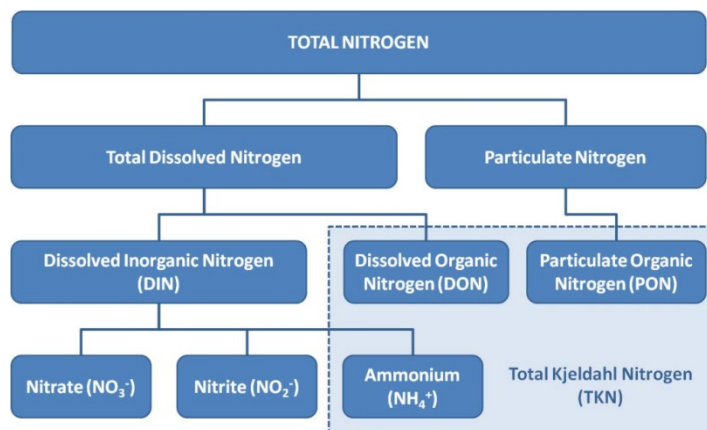 TOTAL NITROGEN
Total Dissolved Nitrogen
Particulate Nitrogen
Dissolved Inorganic Nitrogen
(DIN)
Dissolved Organic
Nitrogen (DON)
Particulate Organic
Nitrogen (PON)
Nitrate (NO₃⁻)
Nitrite (NO₂⁻)
Ammonium
(NH₄⁺)
Total Kjeldahl Nitrogen
(TKN)